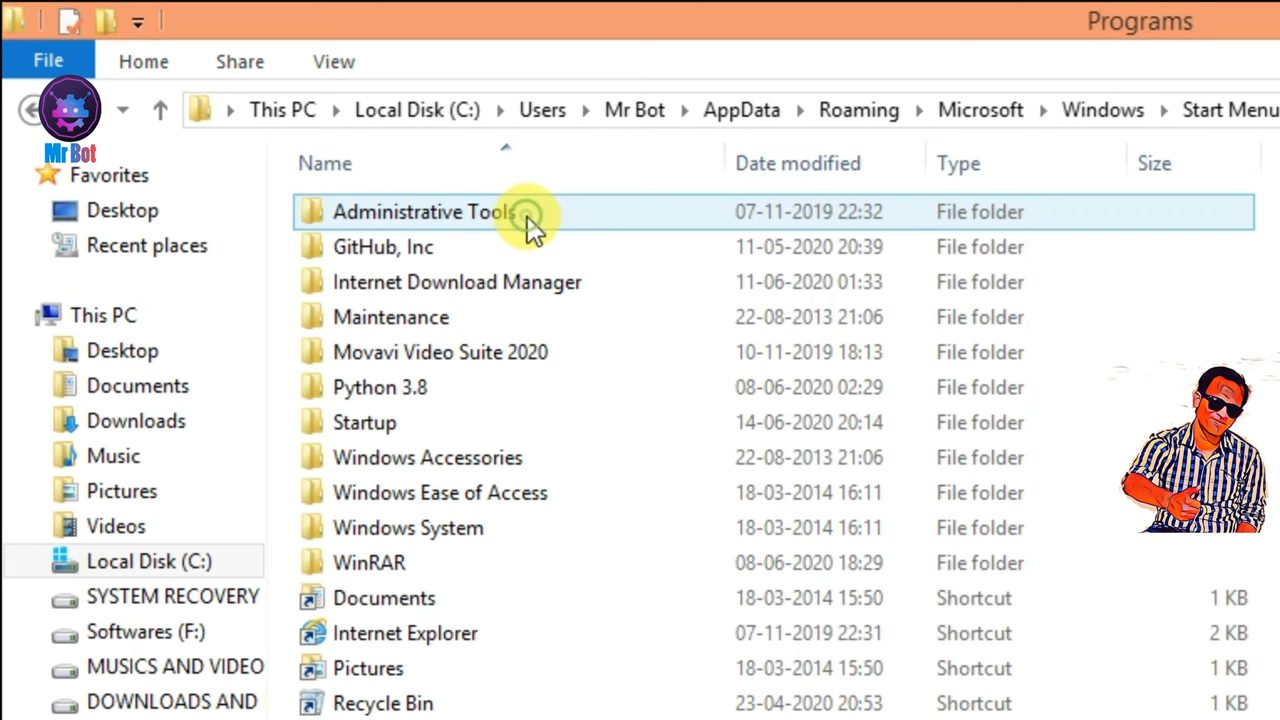 Programs
File Home Share View
This PC Local Disk (C:) Users Mr Bot AppData Roaming Microsoft Windows Start Menu
Mr Bot
Name Date modified Type Size
Favorites
Desktop
Recent places
This PC
Desktop
Documents
Downloads
Music
Pictures
Videos
Local Disk (C:)
SYSTEM RECOVERY
Softwares (F:)
MUSICS AND VIDEO
DOWNLOADS AND
Administrative Tools 07-11-2019 22:32 File folder
GitHub, Inc 11-05-2020 20:39 File folder
Internet Download Manager 11-06-2020 01:33 File folder
Maintenance 22-08-2013 21:06 File folder
Movavi Video Suite 2020 10-11-2019 18:13 File folder
Python 3.8 08-06-2020 02:29 File folder
Startup 14-06-2020 20:14 File folder
Windows Accessories 22-08-2013 21:06 File folder
Windows Ease of Access 18-03-2014 16:11 File folder
Windows System 18-03-2014 16:11 File folder
WinRAR 08-06-2020 18:29 File folder
Documents 18-03-2014 15:50 Shortcut 1 KB
Internet Explorer 07-11-2019 22:31 Shortcut 2 KB
Pictures 18-03-2014 15:50 Shortcut 1 KB
Recycle Bin 23-04-2020 20:53 Shortcut 1 KB